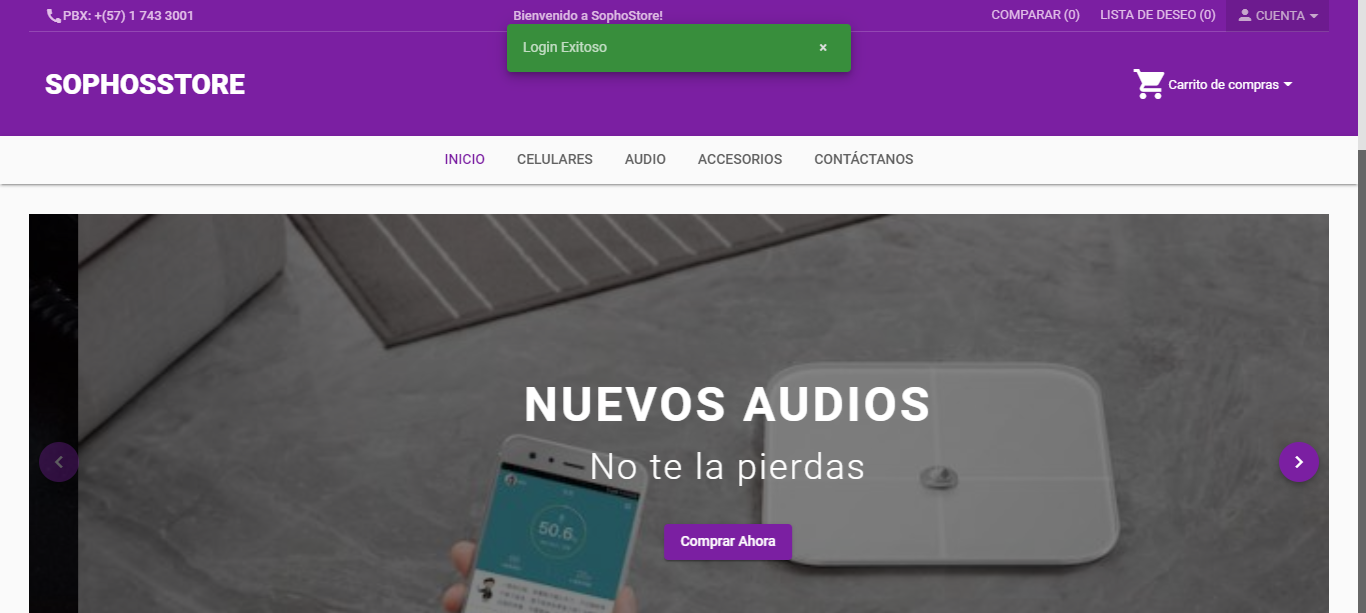 PBX: +(57) 1 743 3001
Bienvenido a SophoStore!
COMPARAR (0)
LISTA DE DESEO (0)
CUENTA
Login Exitoso
×
SOPHOSSTORE
Carrito de compras
INICIO
CELULARES
AUDIO
ACCESORIOS
CONTÁCTANOS
NUEVOS AUDIOS
No te la pierdas
50.6
Comprar Ahora